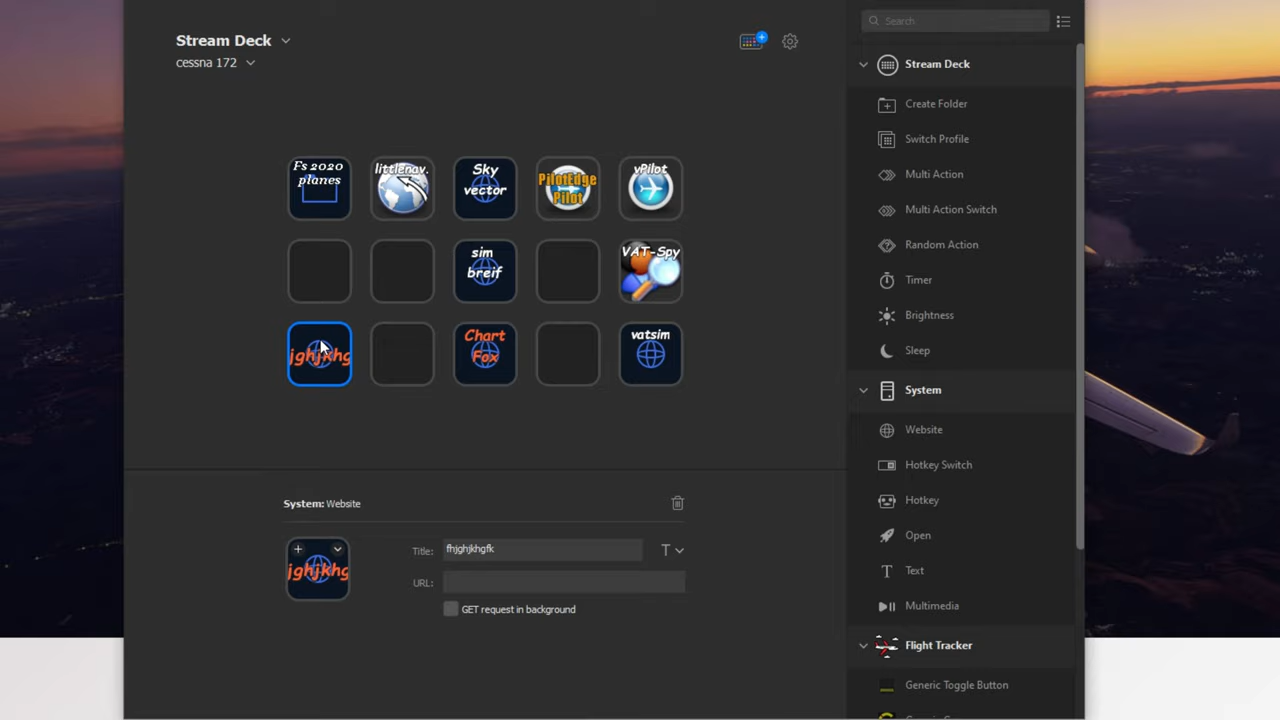 Stream Deck
cessna 172
Search
Stream Deck
Create Folder
Switch Profile
Multi Action
Multi Action Switch
Random Action
Timer
Brightness
Sleep
System
Website
Hotkey Switch
Hotkey
Open
Text
Multimedia
Flight Tracker
Generic Toggle Button
Fs 2020
planes
littlenav.
Sky
vector
PilotEdge
Pilot
vPilot
sim
breif
VAT-Spy
jghjkhg
Chart
Fox
vatsim
System: Website
jghjkhg
Title: fhjghjkhgfk
T
URL:
GET request in background